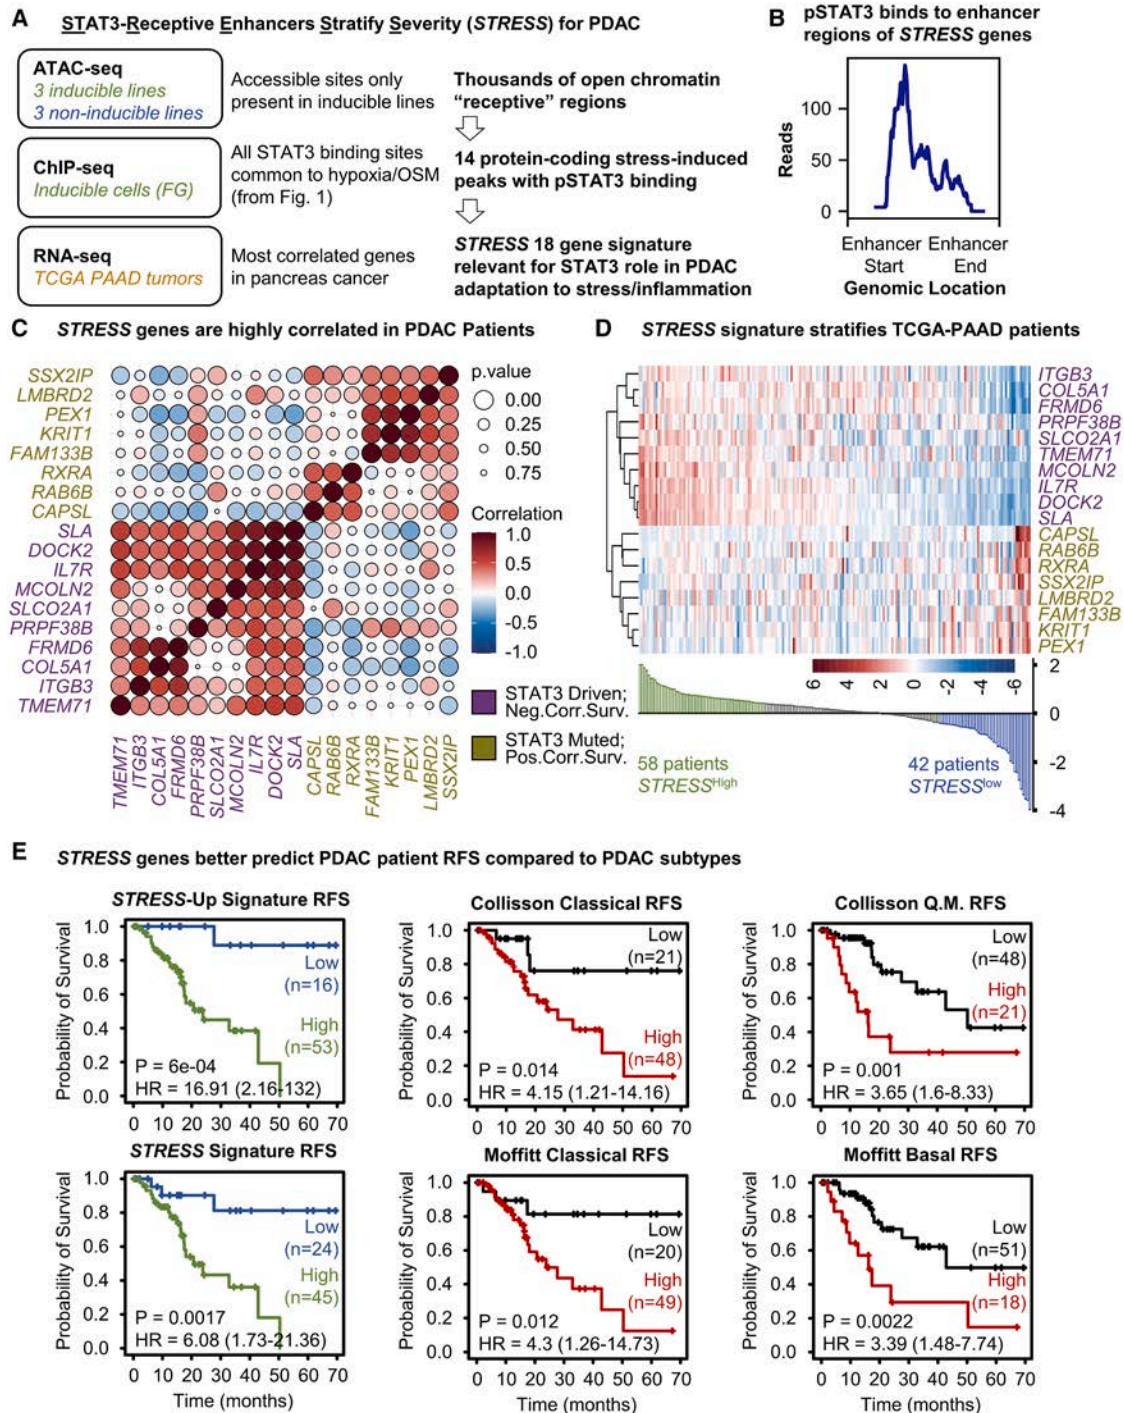 A STAT3-Receptive Enhancers Stratify Severity (STRESS) for PDAC
ATAC-seq
3 inducible lines
3 non-inducible lines
Accessible sites only
present in inducible lines
Thousands of open chromatin
“receptive” regions
ChIP-seq
Inducible cells (FG)
All STAT3 binding sites
common to hypoxia/OSM
(from Fig. 1)
14 protein-coding stress-induced
peaks with pSTAT3 binding
RNA-seq
TCGA PAAD tumors
Most correlated genes
in pancreas cancer
STRESS 18 gene signature
relevant for STAT3 role in PDAC
adaptation to stress/inflammation
B pSTAT3 binds to enhancer
regions of STRESS genes
Reads
100
50
0
Enhancer Enhancer
Start End
Genomic Location
C STRESS genes are highly correlated in PDAC Patients
SSX2IP
LMBRD2
PEX1
KRIT1
FAM133B
RXRA
RAB6B
CAPSL
SLA
DOCK2
IL7R
MCOLN2
SLCO2A1
PRPF38B
FRMD6
COL5A1
ITGB3
TMEM71
TMEM71
ITGB3
COL5A1
FRMD6
PRPF38B
SLCO2A1
MCOLN2
IL7R
DOCK2
SLA
CAPSL
RAB6B
RXRA
FAM133B
KRIT1
PEX1
LMBRD2
SSX2IP
p.value
0.00
0.25
0.50
0.75
Correlation
1.0
0.5
0.0
-0.5
-1.0
STAT3 Driven;
Neg.Corr.Surv.
STAT3 Muted;
Pos.Corr.Surv.
D STRESS signature stratifies TCGA-PAAD patients
ITGB3
COL5A1
FRMD6
PRPF38B
SLCO2A1
TMEM71
MCOLN2
IL7R
DOCK2
SLA
CAPSL
RAB6B
RXRA
SSX2IP
LMBRD2
FAM133B
KRIT1
PEX1
6 4 2 0 -2 -4 -6
2
0
-2
-4
58 patients
STRESSHigh
42 patients
STRESSlow
E STRESS genes better predict PDAC patient RFS compared to PDAC subtypes
STRESS-Up Signature RFS
Probability of Survival
1.0
0.8
0.6
0.4
0.2
0.0
Low
(n=16)
High
(n=53)
P = 6e-04
HR = 16.91 (2.16-132)
0 10 20 30 40 50 60 70
Collisson Classical RFS
Probability of Survival
1.0
0.8
0.6
0.4
0.2
0.0
Low
(n=21)
High
(n=48)
P = 0.014
HR = 4.15 (1.21-14.16)
0 10 20 30 40 50 60 70
Collisson Q.M. RFS
Probability of Survival
1.0
0.8
0.6
0.4
0.2
0.0
Low
(n=48)
High
(n=21)
P = 0.001
HR = 3.65 (1.6-8.33)
0 10 20 30 40 50 60 70
STRESS Signature RFS
Probability of Survival
1.0
0.8
0.6
0.4
0.2
0.0
Low
(n=24)
High
(n=45)
P = 0.0017
HR = 6.08 (1.73-21.36)
0 10 20 30 40 50 60 70
Time (months)
Moffitt Classical RFS
Probability of Survival
1.0
0.8
0.6
0.4
0.2
0.0
Low
(n=20)
High
(n=49)
P = 0.012
HR = 4.3 (1.26-14.73)
0 10 20 30 40 50 60 70
Time (months)
Moffitt Basal RFS
Probability of Survival
1.0
0.8
0.6
0.4
0.2
0.0
Low
(n=51)
High
(n=18)
P = 0.0022
HR = 3.39 (1.48-7.74)
0 10 20 30 40 50 60 70
Time (months)